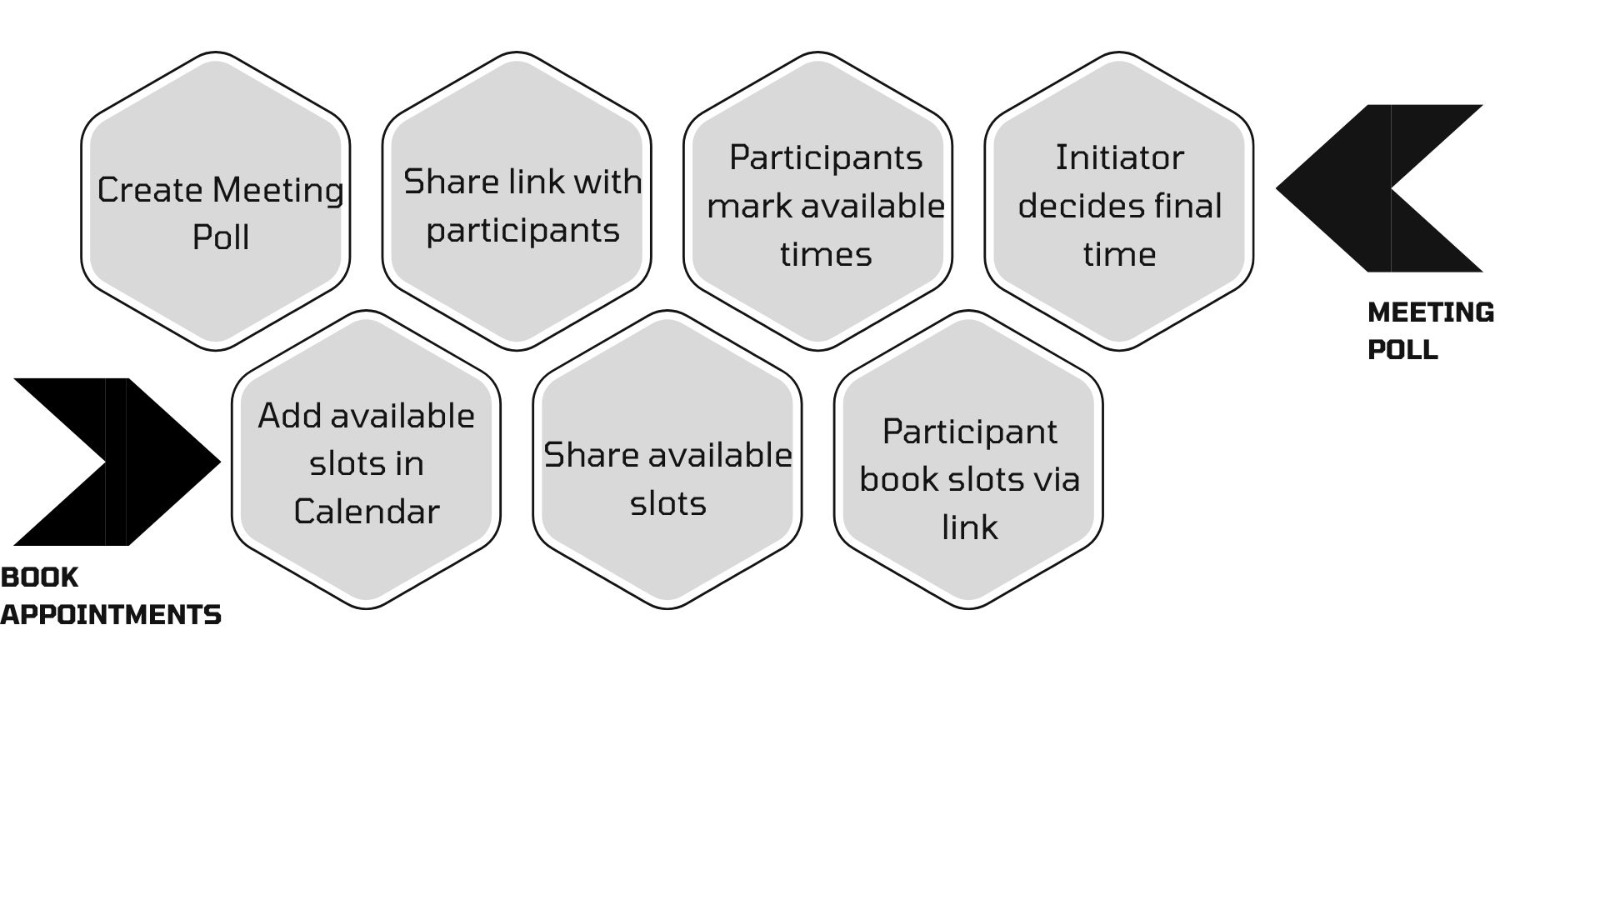 Create Meeting
Poll
Share link with
participants
Participants
mark available
times
Initiator
decides final
time
MEETING
POLL
Add available
slots in
Calendar
Share available
slots
Participant
book slots via
link
BOOK
APPOINTMENTS